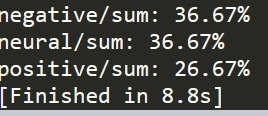 negative/sum: 36.67%
neural/sum: 36.67%
positive/sum: 26.67%
[Finished in 8.8s]